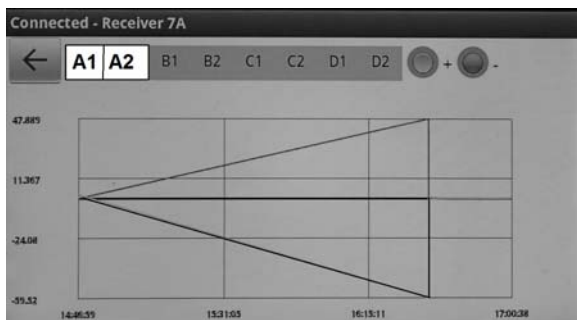 Connected - Receiver 7A
A1 A2 B1 B2 C1 C2 D1 D2 + -
47.889
11.367
-24.08
-59.52
14:46:59 15:31:05 16:15:11 17:00:38